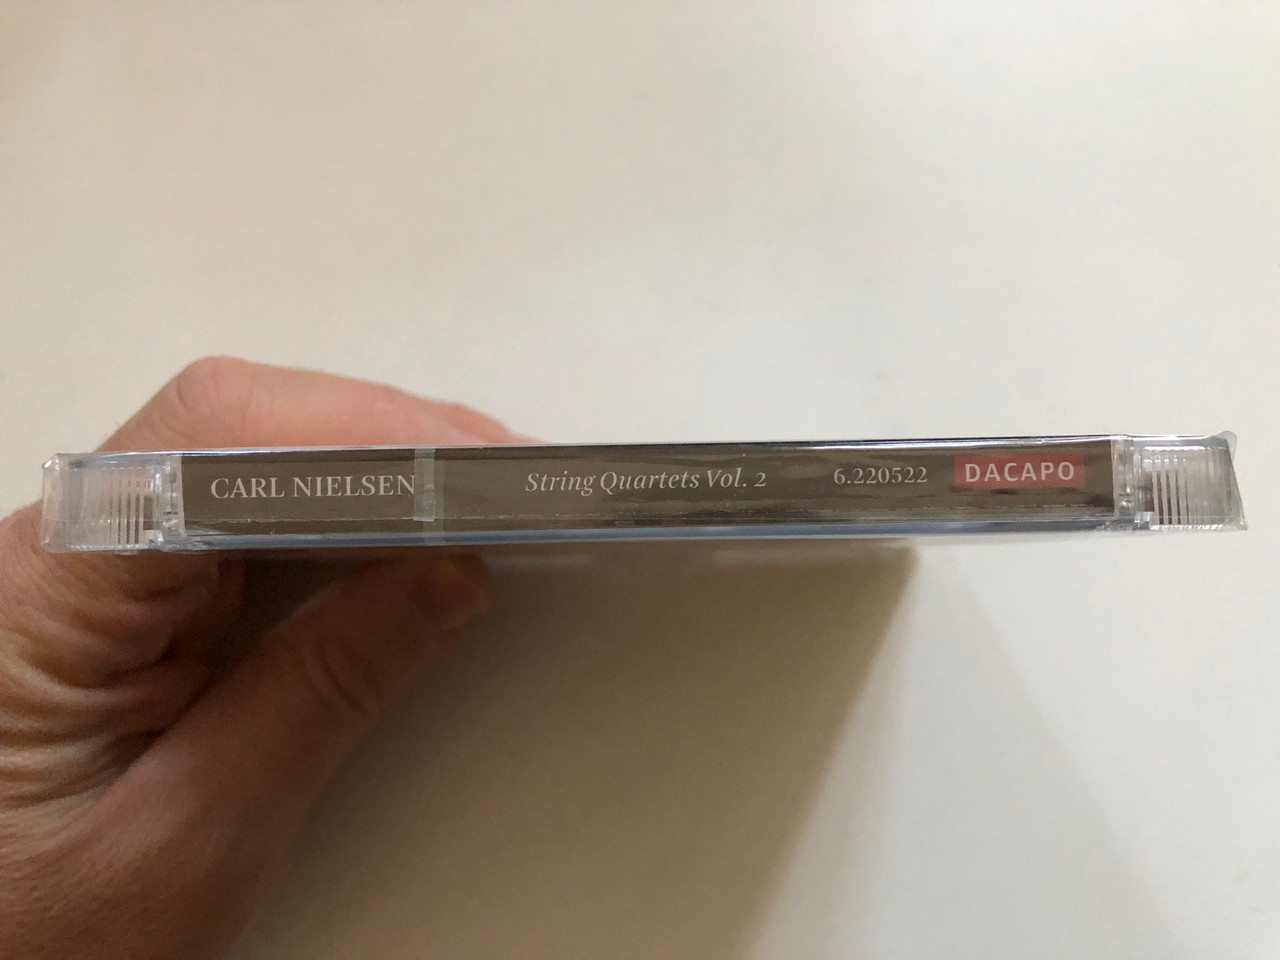 CARL NIELSEN String Quartets Vol. 2 6.220522 DACAPO